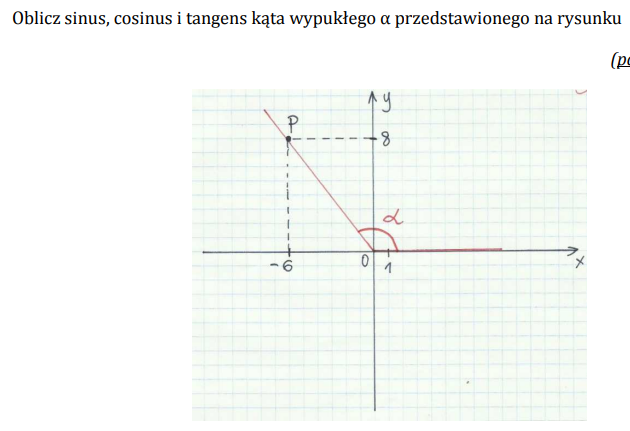 Oblicz sinus, cosinus i tangens kąta wypukłego α przedstawionego na rysunku
y
P
8
α
-6
0
1
x